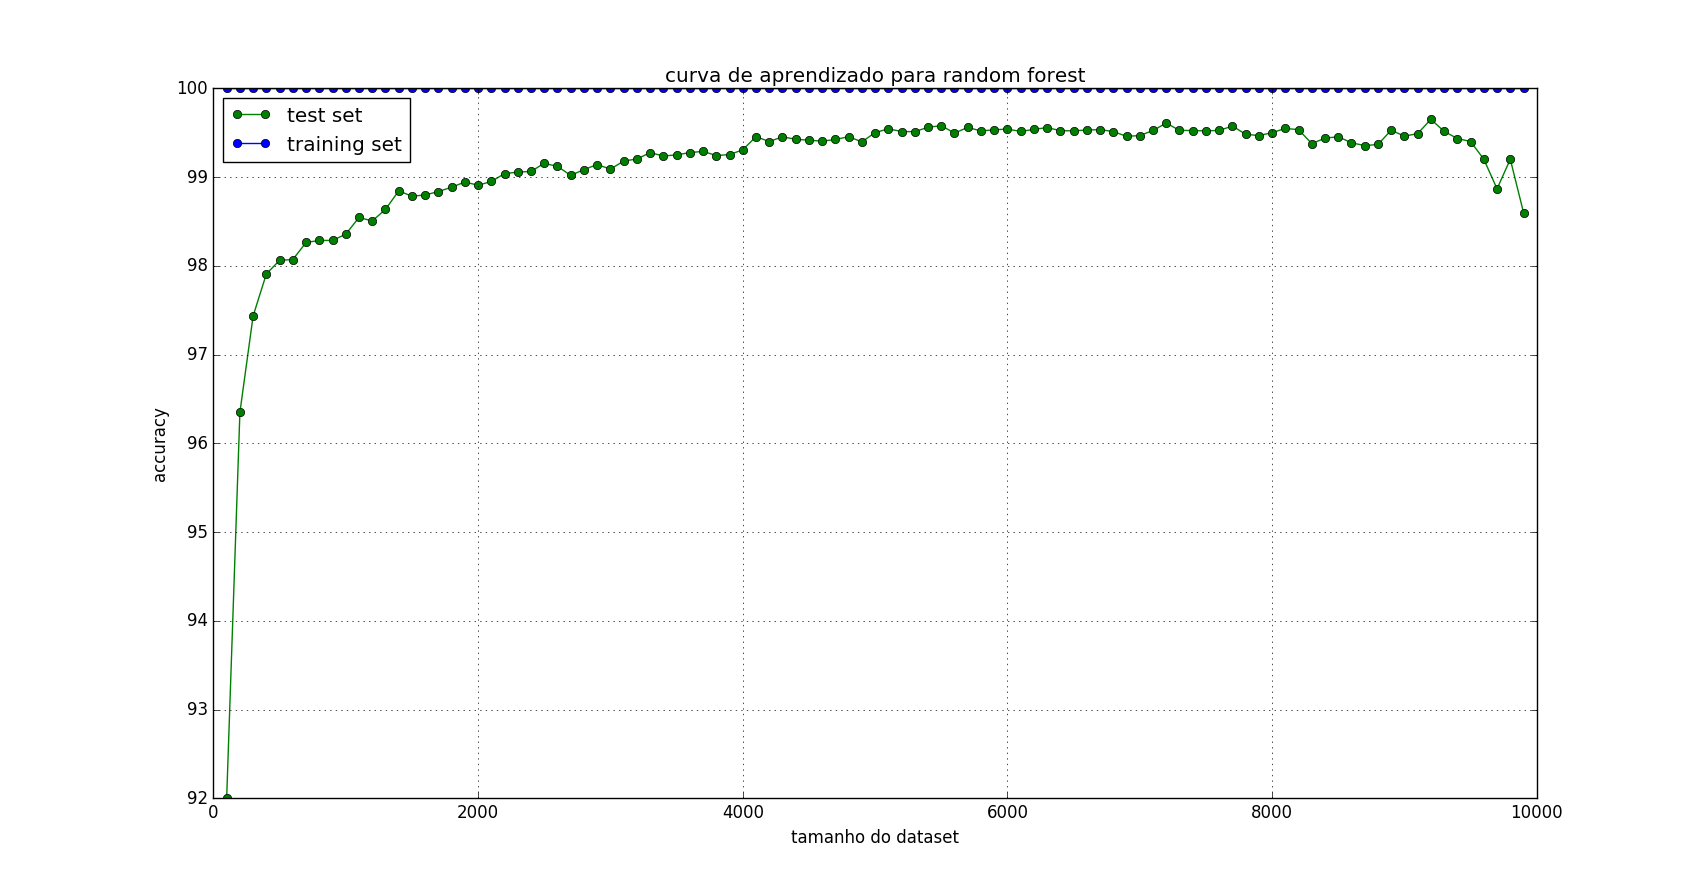 curva de aprendizado para random forest
100
99
98
97
96
95
94
93
92
test set
training set
accuracy
0 2000 4000 6000 8000 10000
tamanho do dataset